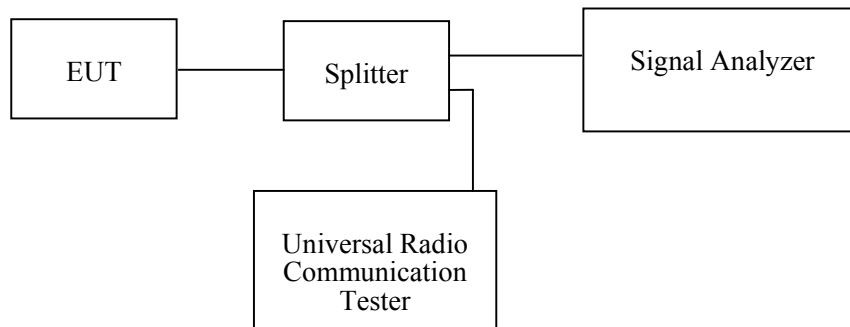 EUT
Splitter
Signal Analyzer
Universal Radio
Communication
Tester